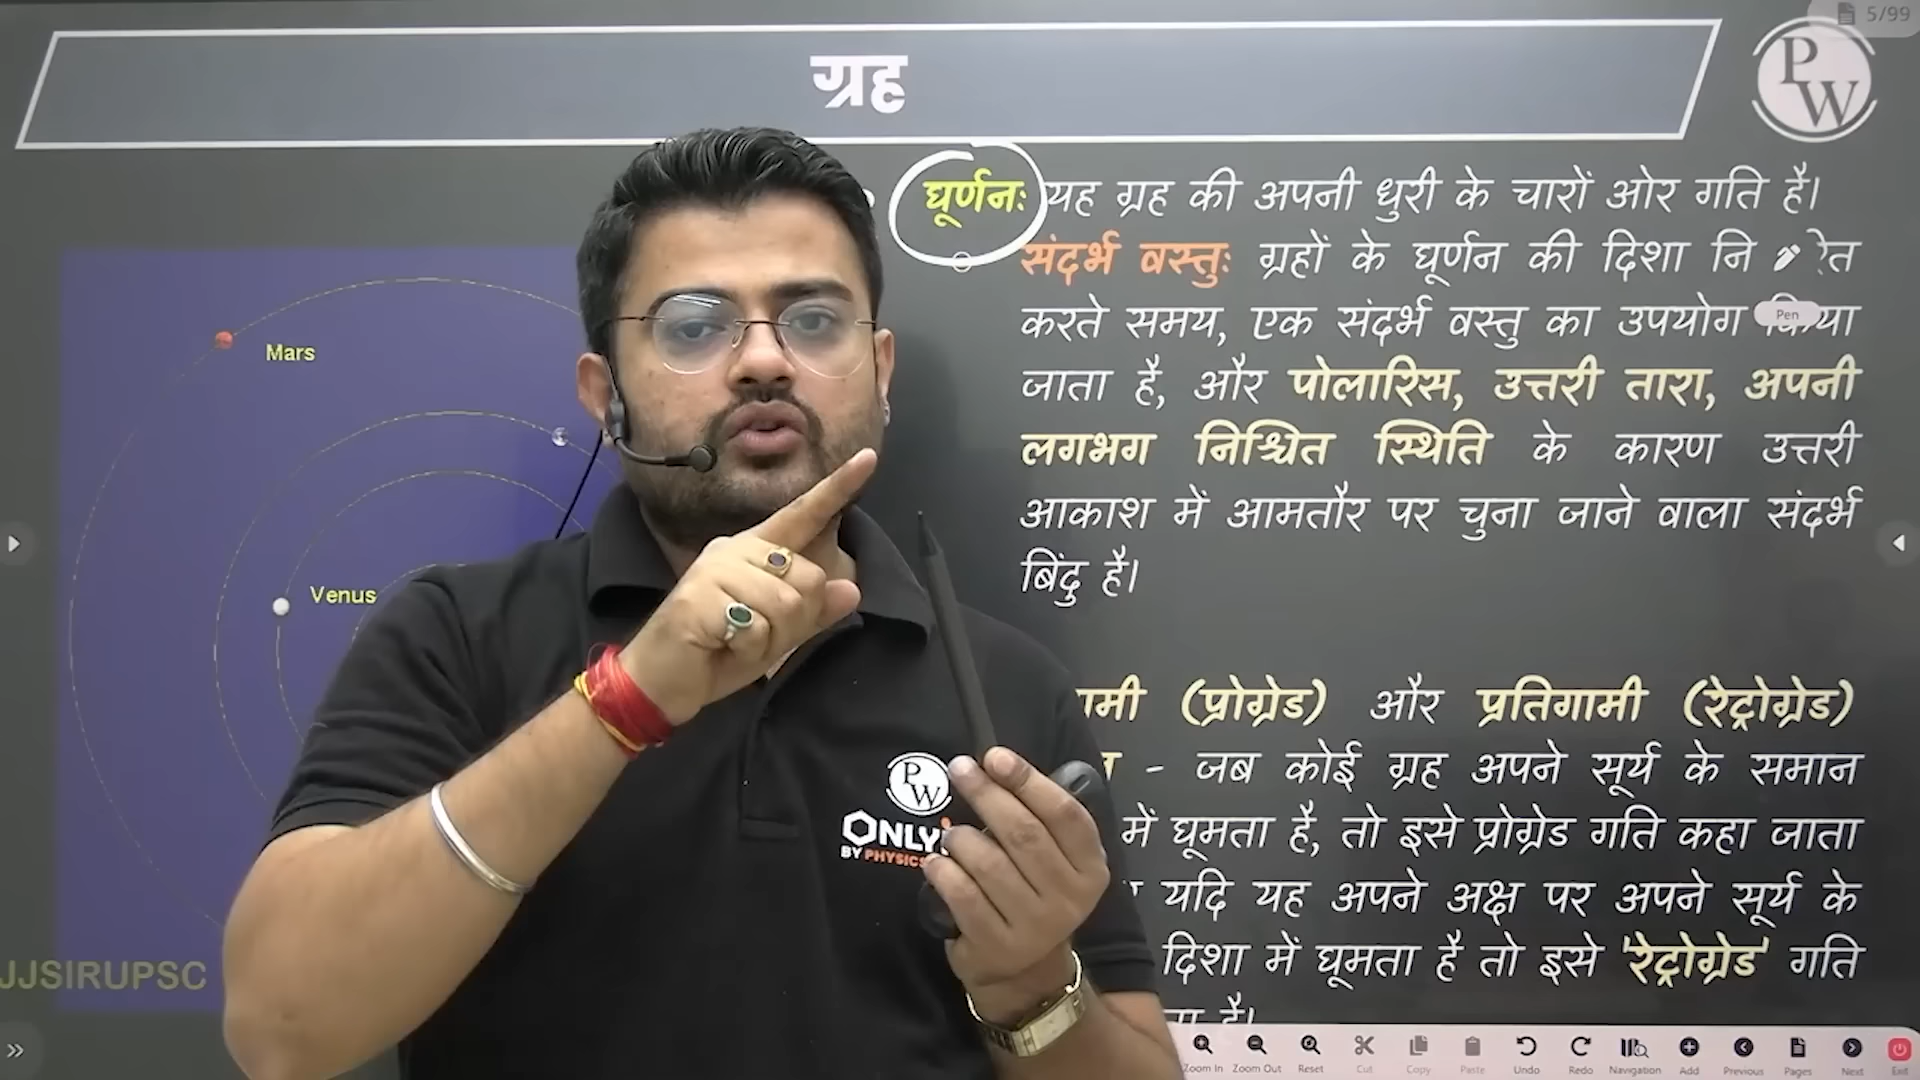 5/99
ग्रह
PW
घूर्णनः यह ग्रह की अपनी धुरी के चारों ओर गति है।
संदर्भ वस्तुः ग्रहों के घूर्णन की दिशा
करते समय, एक संदर्भ वस्तु का उपयोग किया
Pen
जाता है, और पोलारिस, उत्तरी तारा, अपनी
लगभग निश्चित स्थिति के कारण उत्तरी
आकाश में आमतौर पर चुना जाने वाला संदर्भ
बिंदु है।
(प्रोग्रेड) और प्रतिगामी (रेट्रोग्रेड)
- जब कोई ग्रह अपने सूर्य के समान
में घूमता है, तो इसे प्रोग्रेड गति कहा जाता
यदि यह अपने अक्ष पर अपने सूर्य के
दिशा में घूमता है तो इसे 'रेट्रोग्रेड' गति
है।
Mars
Venus
JJSIRUPSC
PW
ONLY
BY PHYSICS
Zoom In Zoom Out Reset Cut Copy Paste Undo Redo Navigation Add Previous Pages Next Exit